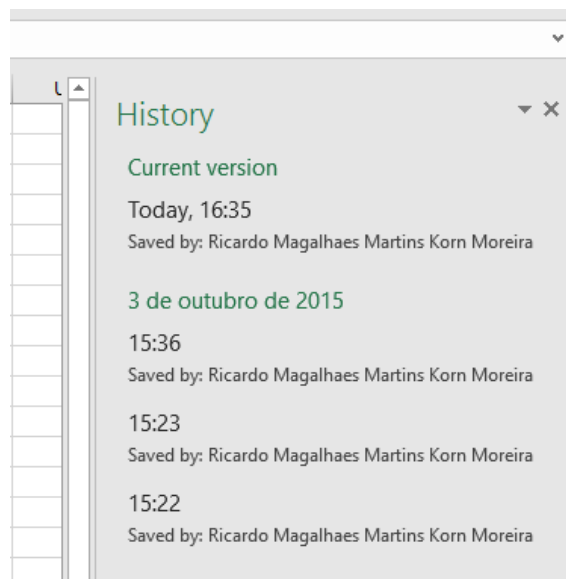 History
Current version
Today, 16:35
Saved by: Ricardo Magalhaes Martins Korn Moreira
3 de outubro de 2015
15:36
Saved by: Ricardo Magalhaes Martins Korn Moreira
15:23
Saved by: Ricardo Magalhaes Martins Korn Moreira
15:22
Saved by: Ricardo Magalhaes Martins Korn Moreira